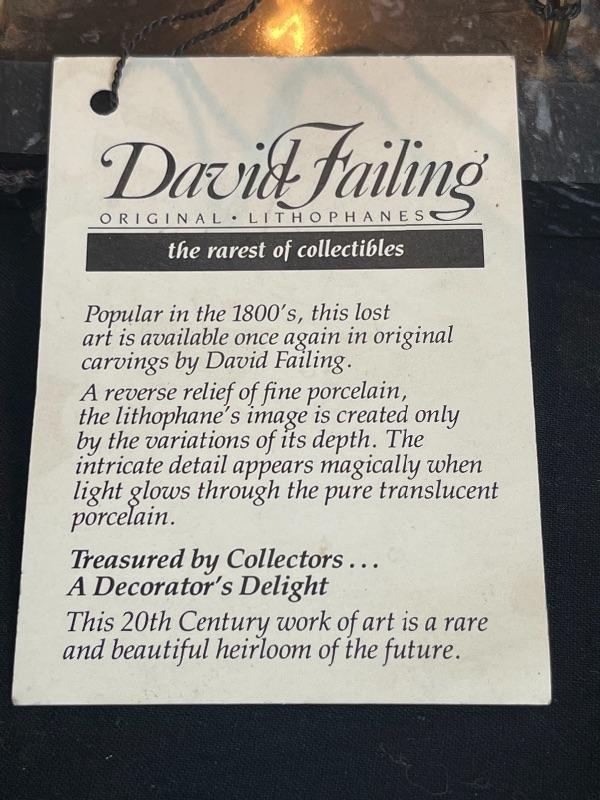 David Failing
ORIGINAL • LITHOPHANES
the rarest of collectibles
Popular in the 1800's, this lost
art is available once again in original
carvings by David Failing.
A reverse relief of fine porcelain,
the lithophane's image is created only
by the variations of its depth. The
intricate detail appears magically when
light glows through the pure translucent
porcelain.
Treasured by Collectors . . .
A Decorator's Delight
This 20th Century work of art is a rare
and beautiful heirloom of the future.